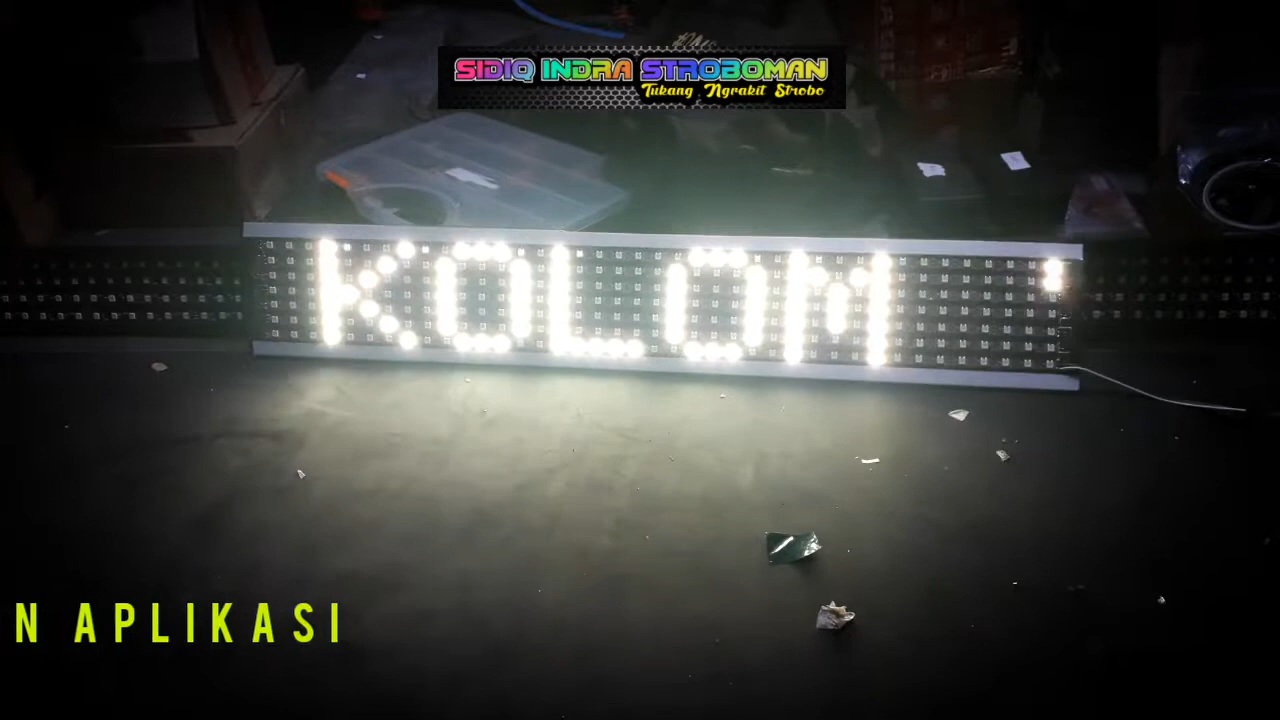 SIDIQ INDRA STROBOMAN
Tukang Ngrakit Strobo
KOLOM
N APLIKASI